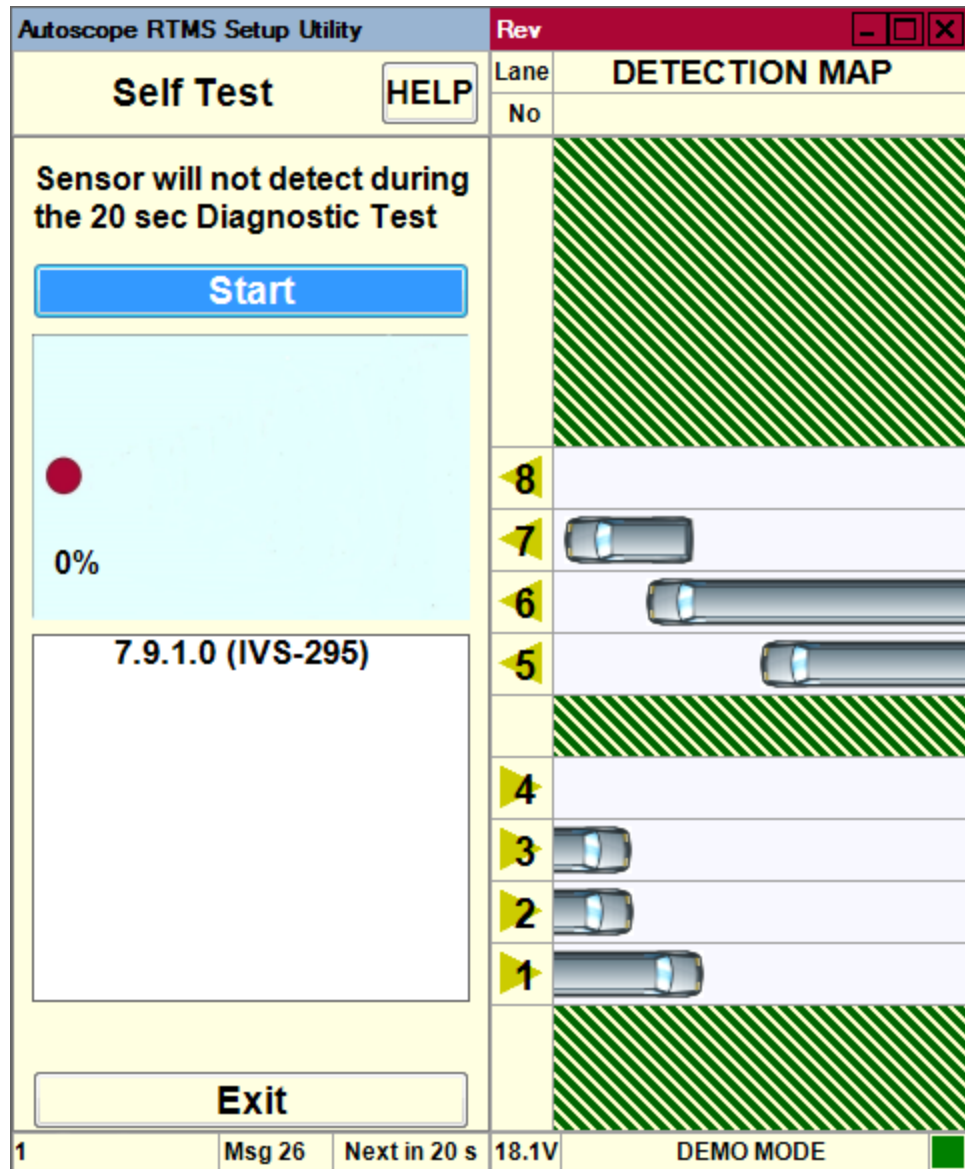 Autoscope RTMS Setup Utility
Rev
Self Test
HELP
Lane
No
DETECTION MAP
Sensor will not detect during
the 20 sec Diagnostic Test
Start
0%
7.9.1.0 (IVS-295)
8
7
6
5
4
3
2
1
Exit
1
Msg 26
Next in 20 s
18.1V
DEMO MODE